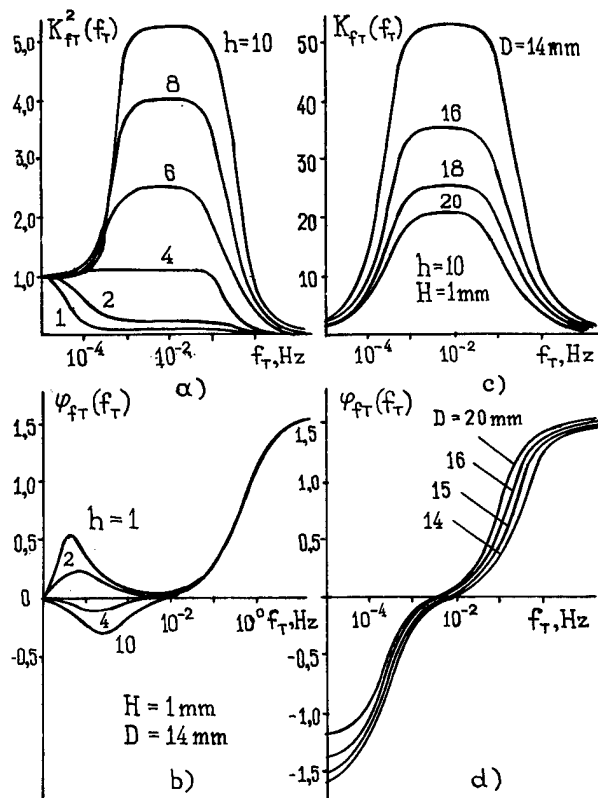 K²fT(fT)
5,0
4,0
3,0
2,0
1,0
h=10
8
6
4
2
1
10⁻⁴
10⁻²
fT,Hz
a)
KfT(fT)
50
40
30
20
10
D=14mm
16
18
20
h=10
H=1mm
10⁻⁴
10⁻²
fT,Hz
c)
φfT(fT)
1,5
1,0
0,5
0
-0,5
h=1
2
4
10
10⁻⁴
10⁻²
10⁰
fT,Hz
H=1mm
D=14mm
b)
φfT(fT)
1,5
1,0
0,5
0
-0,5
-1,0
-1,5
D=20mm
16
15
14
10⁻⁴
10⁻²
fT,Hz
d)